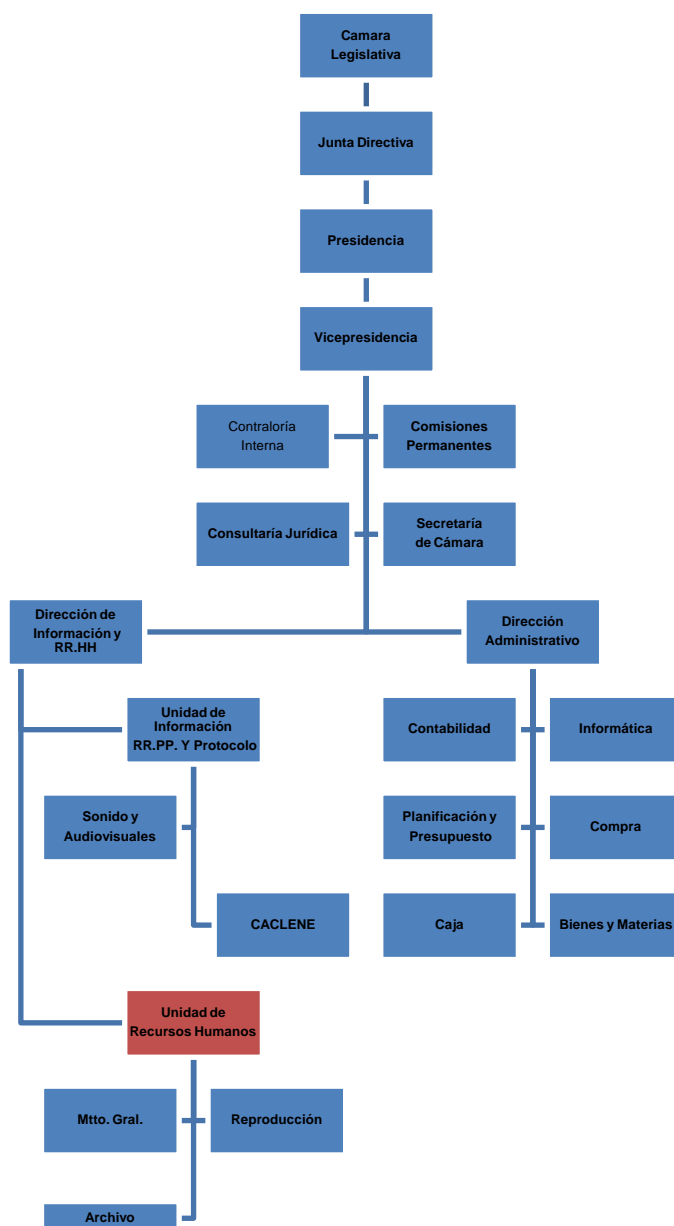 Camara
Legislativa
Junta Directiva
Presidencia
Vicepresidencia
Contraloría
Interna
Comisiones
Permanentes
Consultaría Jurídica
Secretaría
de Cámara
Dirección de
Información y
RR.HH
Dirección
Administrativo
Unidad de
Información
RR.PP. Y Protocolo
Contabilidad
Informática
Sonido y
Audiovisuales
Planificación y
Presupuesto
Compra
CACLENE
Caja
Bienes y Materias
Unidad de
Recursos Humanos
Mtto. Gral.
Reproducción
Archivo